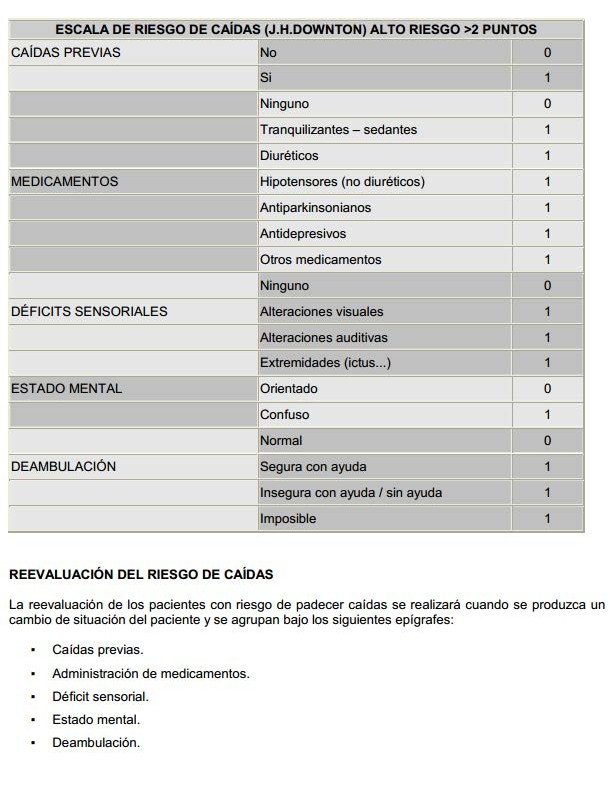 ESCALA DE RIESGO DE CAÍDAS (J.H.DOWNTON) ALTO RIESGO >2 PUNTOS
CAÍDAS PREVIAS No 0
Si 1
Ninguno 0
Tranquilizantes – sedantes 1
Diuréticos 1
MEDICAMENTOS Hipotensores (no diuréticos) 1
Antiparkinsonianos 1
Antidepresivos 1
Otros medicamentos 1
Ninguno 0
DÉFICITS SENSORIALES Alteraciones visuales 1
Alteraciones auditivas 1
Extremidades (ictus...) 1
ESTADO MENTAL Orientado 0
Confuso 1
Normal 0
DEAMBULACIÓN Segura con ayuda 1
Insegura con ayuda / sin ayuda 1
Imposible 1
REEVALUACIÓN DEL RIESGO DE CAÍDAS
La reevaluación de los pacientes con riesgo de padecer caídas se realizará cuando se produzca un
cambio de situación del paciente y se agrupan bajo los siguientes epígrafes:
▪ Caídas previas.
▪ Administración de medicamentos.
▪ Déficit sensorial.
▪ Estado mental.
▪ Deambulación.